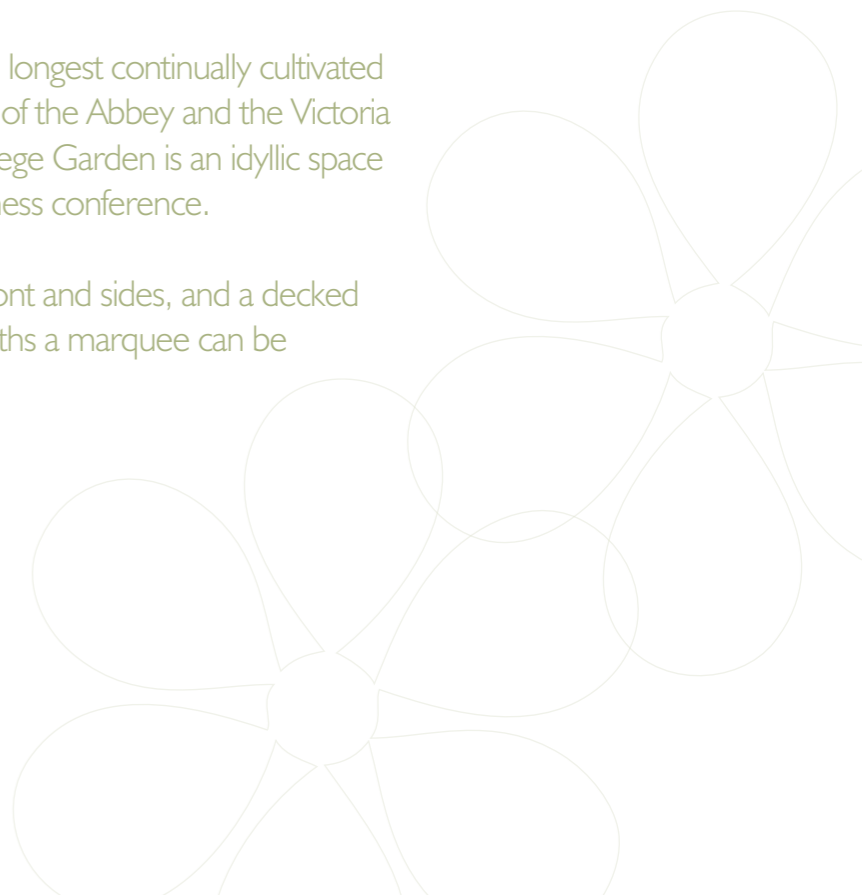 longest continually cultivated
of the Abbey and the Victoria
ege Garden is an idyllic space
ness conference.
ont and sides, and a decked
ths a marquee can be